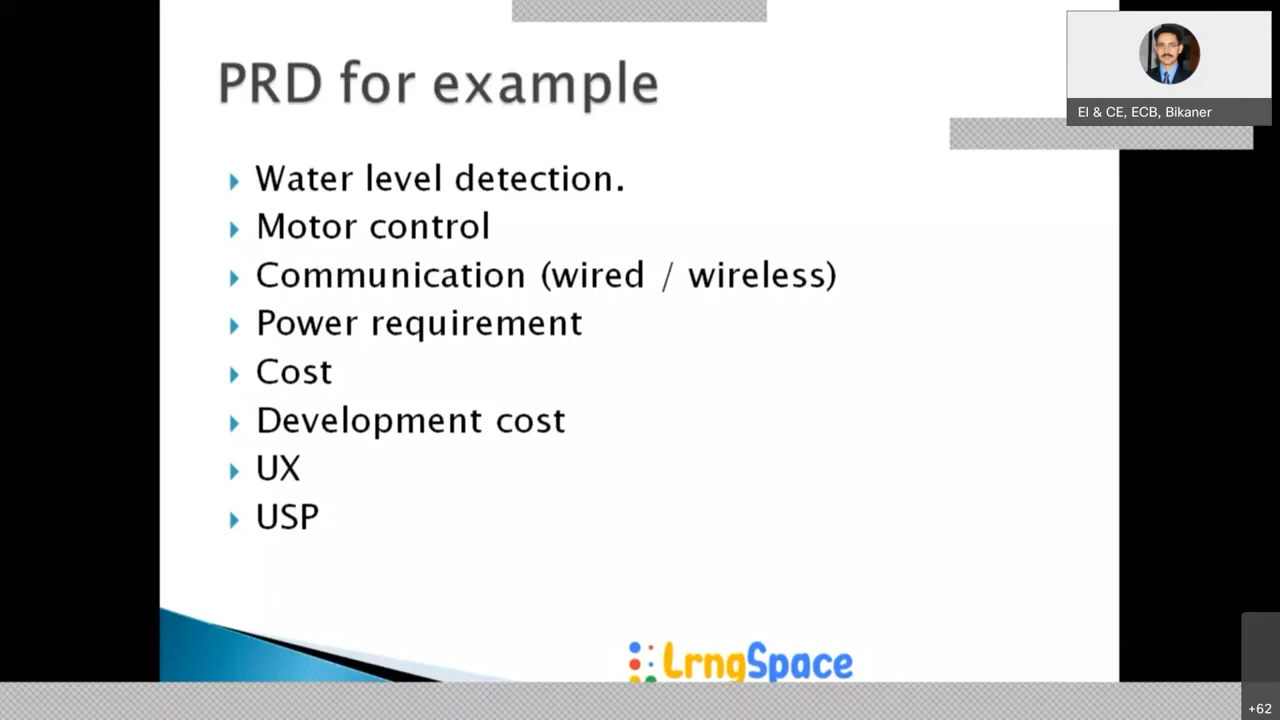 PRD for example
EI & CE, ECB, Bikaner
Water level detection.
Motor control
Communication (wired / wireless)
Power requirement
Cost
Development cost
UX
USP
LrngSpace
+62